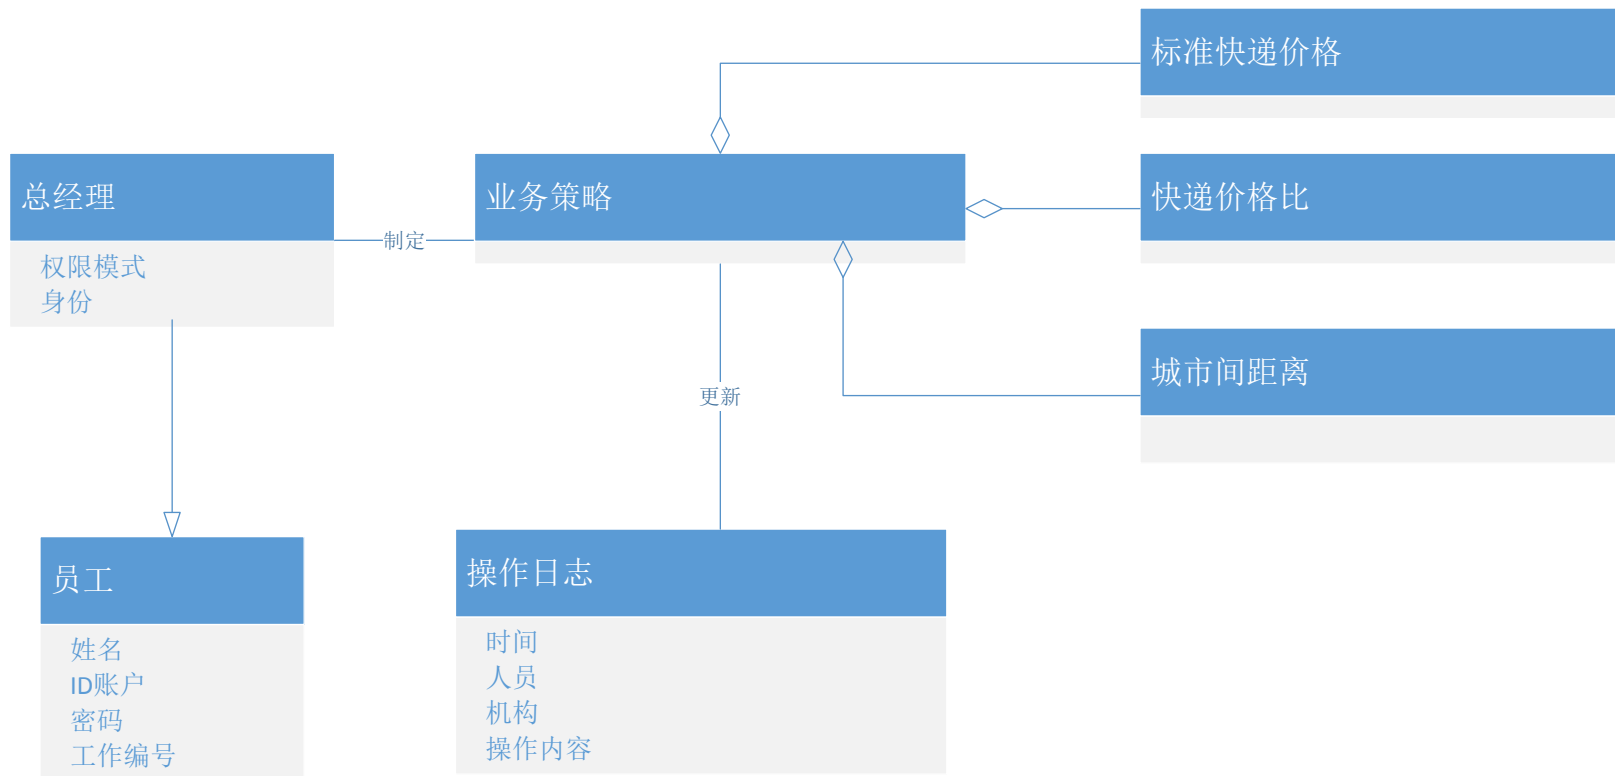 标准快递价格
总经理
权限模式
身份
制定
业务策略
快递价格比
城市间距离
更新
员工
姓名
ID账户
密码
工作编号
操作日志
时间
人员
机构
操作内容